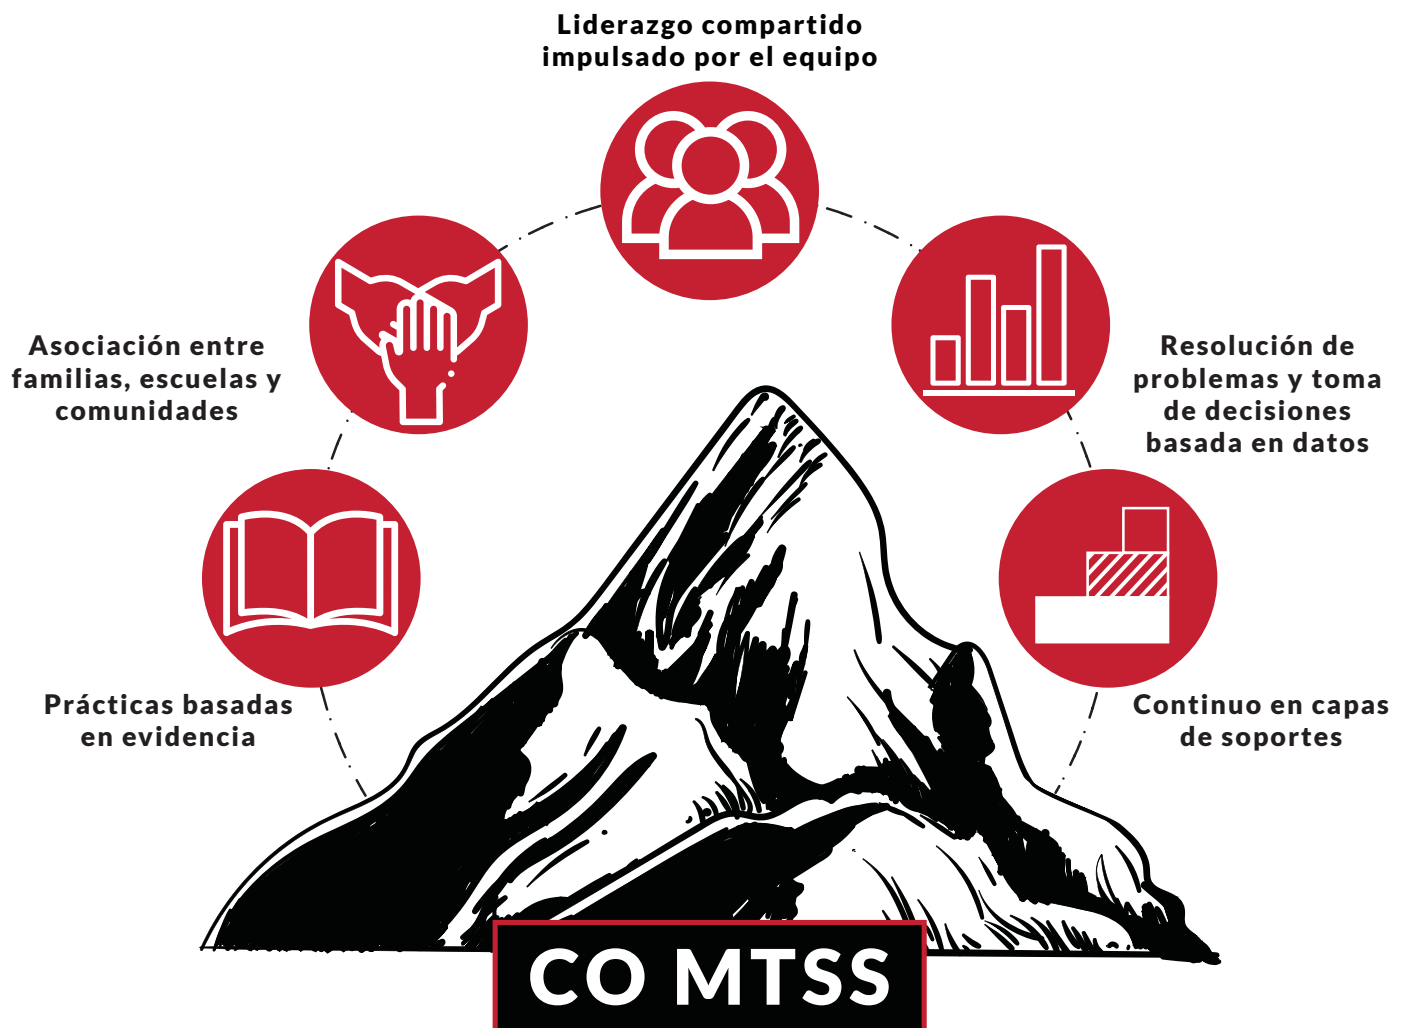 Liderazgo compartido
impulsado por el equipo
Asociación entre
familias, escuelas y
comunidades
Resolución de
problemas y toma
de decisiones
basada en datos
Prácticas basadas
en evidencia
Continuo en capas
de soportes
CO MTSS